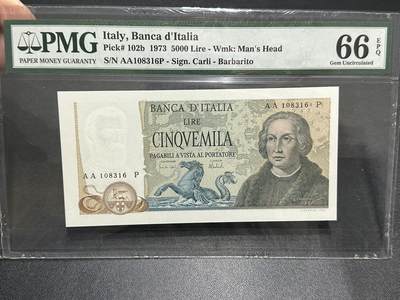 PMG
PAPER MONEY GUARANTY
Italy, Banca d'Italia
Pick# 102b 1973 5000 Lire - Wmk: Man's Head
S/N AA108316P - Sign. Carli - Barbarito
66 EPQ
Gem Uncirculated
BANCA D'ITALIA
AA 108316 P
LIRE
CINQVEMILA
PAGABILI A VISTA AL PORTATORE
AA 108316 P